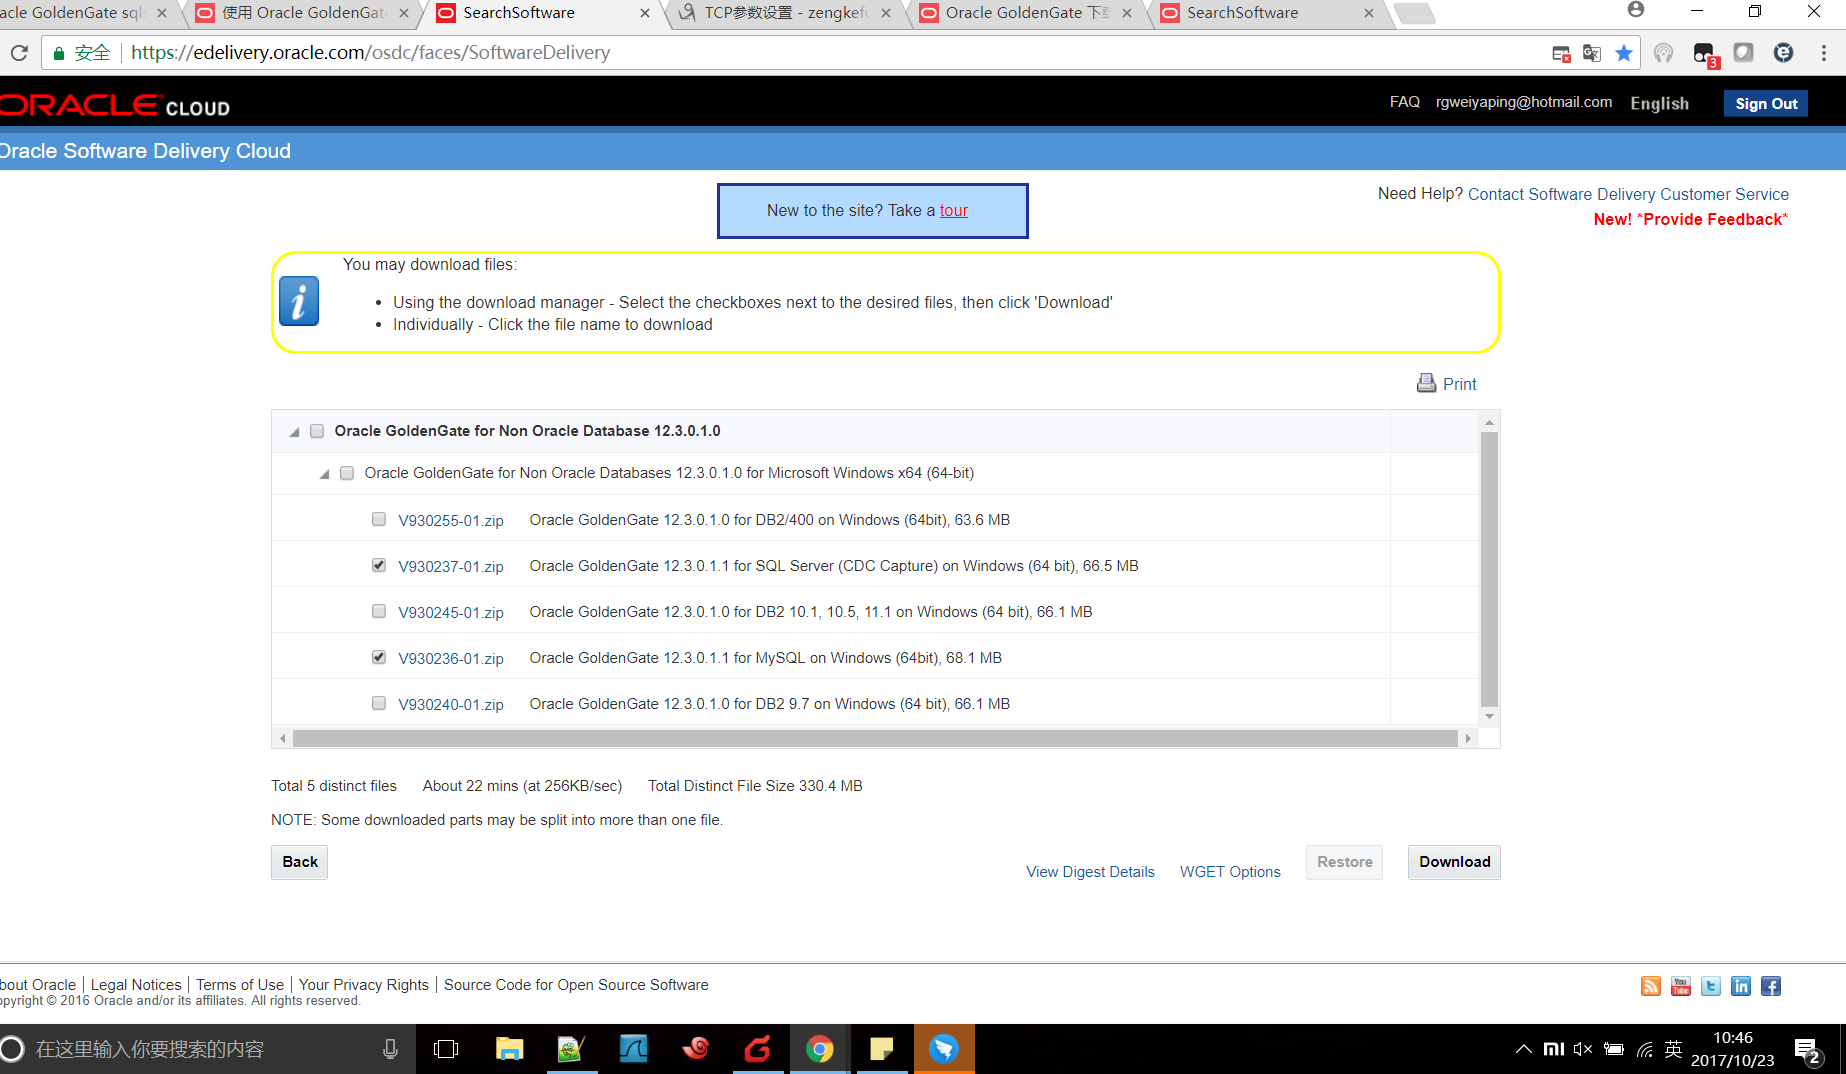 acle GoldenGate sqls
使用 Oracle GoldenGate
SearchSoftware
TCP参数设置 - zengkefu
Oracle GoldenGate 下载
SearchSoftware
安全 https://edelivery.oracle.com/osdc/faces/SoftwareDelivery
3
ORACLE CLOUD
FAQ rgweiyaping@hotmail.com English Sign Out
Oracle Software Delivery Cloud
New to the site? Take a tour
Need Help? Contact Software Delivery Customer Service
New! *Provide Feedback*
You may download files:
• Using the download manager - Select the checkboxes next to the desired files, then click 'Download'
• Individually - Click the file name to download
Print
Oracle GoldenGate for Non Oracle Database 12.3.0.1.0
Oracle GoldenGate for Non Oracle Databases 12.3.0.1.0 for Microsoft Windows x64 (64-bit)
V930255-01.zip Oracle GoldenGate 12.3.0.1.0 for DB2/400 on Windows (64bit), 63.6 MB
V930237-01.zip Oracle GoldenGate 12.3.0.1.1 for SQL Server (CDC Capture) on Windows (64 bit), 66.5 MB
V930245-01.zip Oracle GoldenGate 12.3.0.1.0 for DB2 10.1, 10.5, 11.1 on Windows (64 bit), 66.1 MB
V930236-01.zip Oracle GoldenGate 12.3.0.1.1 for MySQL on Windows (64bit), 68.1 MB
V930240-01.zip Oracle GoldenGate 12.3.0.1.0 for DB2 9.7 on Windows (64 bit), 66.1 MB
Total 5 distinct files About 22 mins (at 256KB/sec) Total Distinct File Size 330.4 MB
NOTE: Some downloaded parts may be split into more than one file.
Back View Digest Details WGET Options Restore Download
bout Oracle | Legal Notices | Terms of Use | Your Privacy Rights | Source Code for Open Source Software
opyright © 2016 Oracle and/or its affiliates. All rights reserved.
在这里输入你要搜索的内容
英
10:46
2017/10/23
2